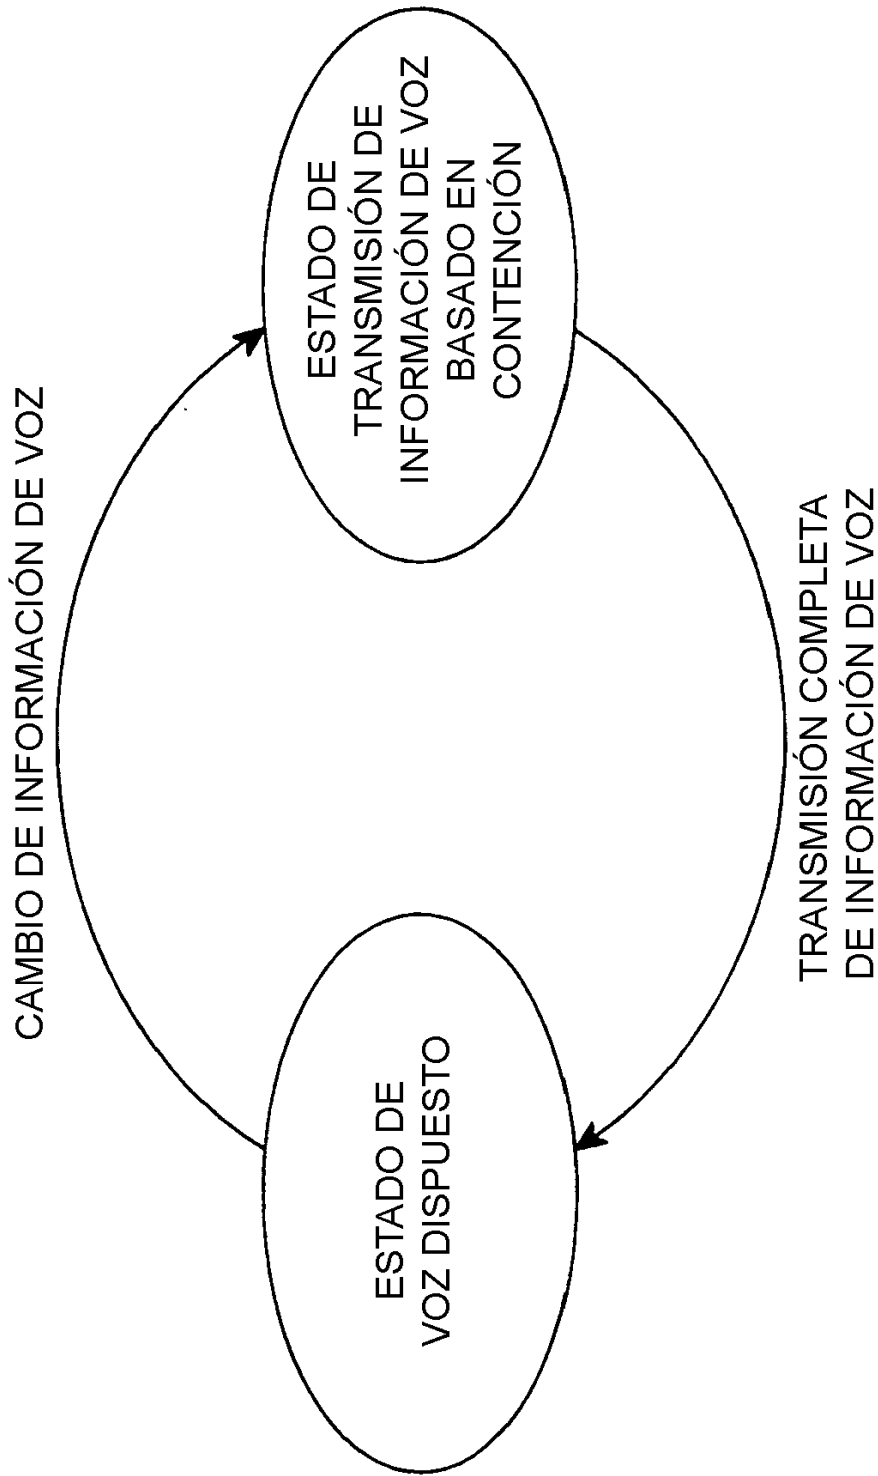 CAMBIO DE INFORMACIÓN DE VOZ
ESTADO DE
VOZ DISPUESTO
ESTADO DE
TRANSMISIÓN DE
INFORMACIÓN DE VOZ
BASADO EN
CONTENCIÓN
TRANSMISIÓN COMPLETA
DE INFORMACIÓN DE VOZ